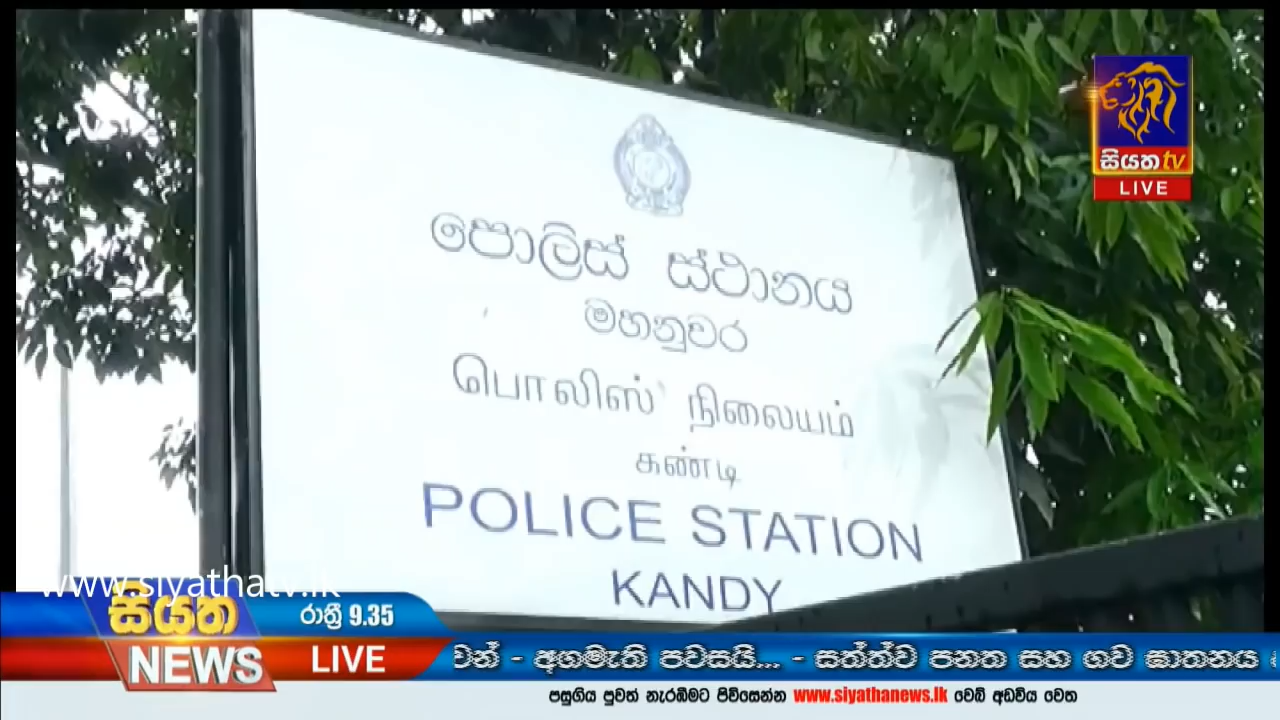 සියත tv
LIVE
පොලිස් ස්ථානය
මහනුවර
பொலிஸ் நிலையம்
கண்டி
POLICE STATION
KANDY
www.siyathatv.lk
සියත
රාත්‍රී 9.35
NEWS
LIVE
වන් - අගමැති පවසයි... - සත්ත්ව පනත සහ ගව ඝාතනය
පසුගිය පුවත් නැරඹීමට පිවිසෙන්න www.siyathanews.lk වෙබ් අඩවිය වෙත